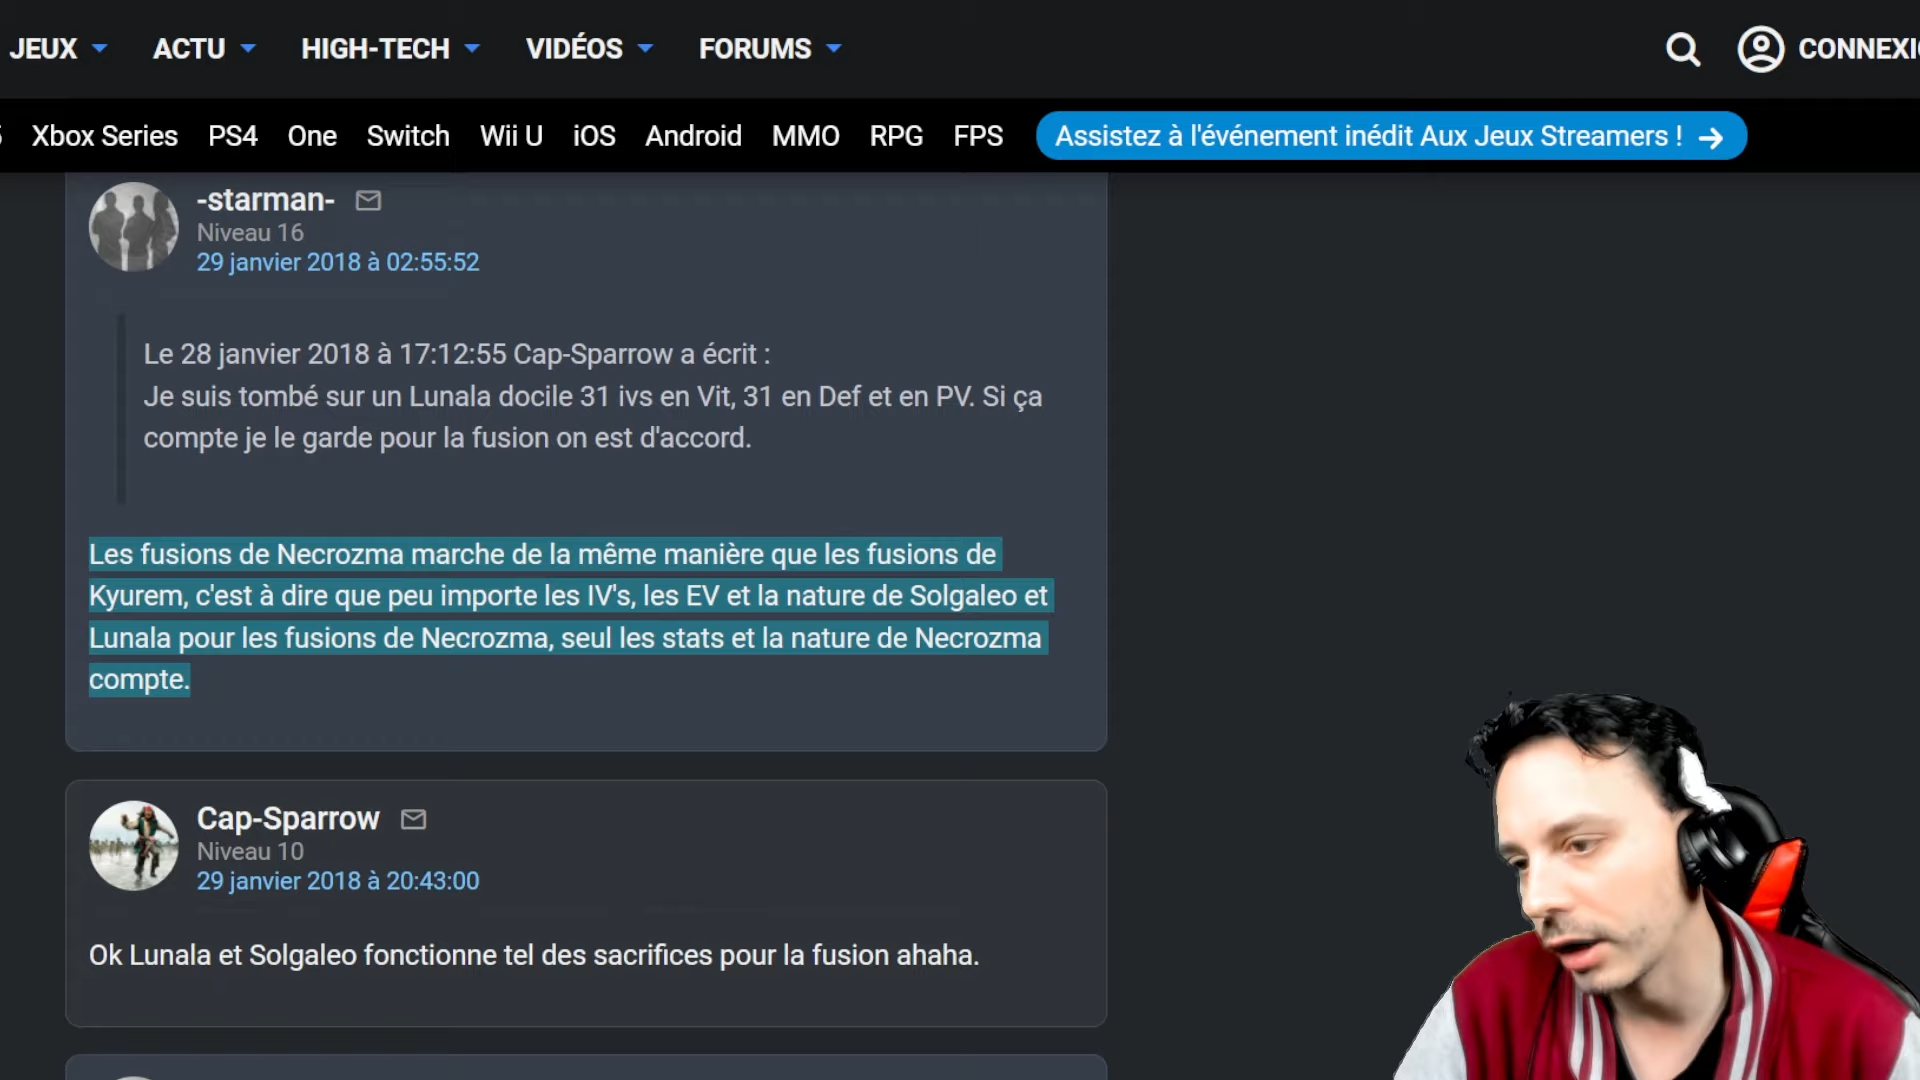 JEUX ACTU HIGH-TECH VIDÉOS FORUMS CONNEXI
Xbox Series PS4 One Switch Wii U iOS Android MMO RPG FPS Assistez à l'événement inédit Aux Jeux Streamers ! →
-starman-
Niveau 16
29 janvier 2018 à 02:55:52
Le 28 janvier 2018 à 17:12:55 Cap-Sparrow a écrit :
Je suis tombé sur un Lunala docile 31 ivs en Vit, 31 en Def et en PV. Si ça
compte je le garde pour la fusion on est d'accord.
Les fusions de Necrozma marche de la même manière que les fusions de
Kyurem, c'est à dire que peu importe les IV's, les EV et la nature de Solgaleo et
Lunala pour les fusions de Necrozma, seul les stats et la nature de Necrozma
compte.
Cap-Sparrow
Niveau 10
29 janvier 2018 à 20:43:00
Ok Lunala et Solgaleo fonctionne tel des sacrifices pour la fusion ahaha.